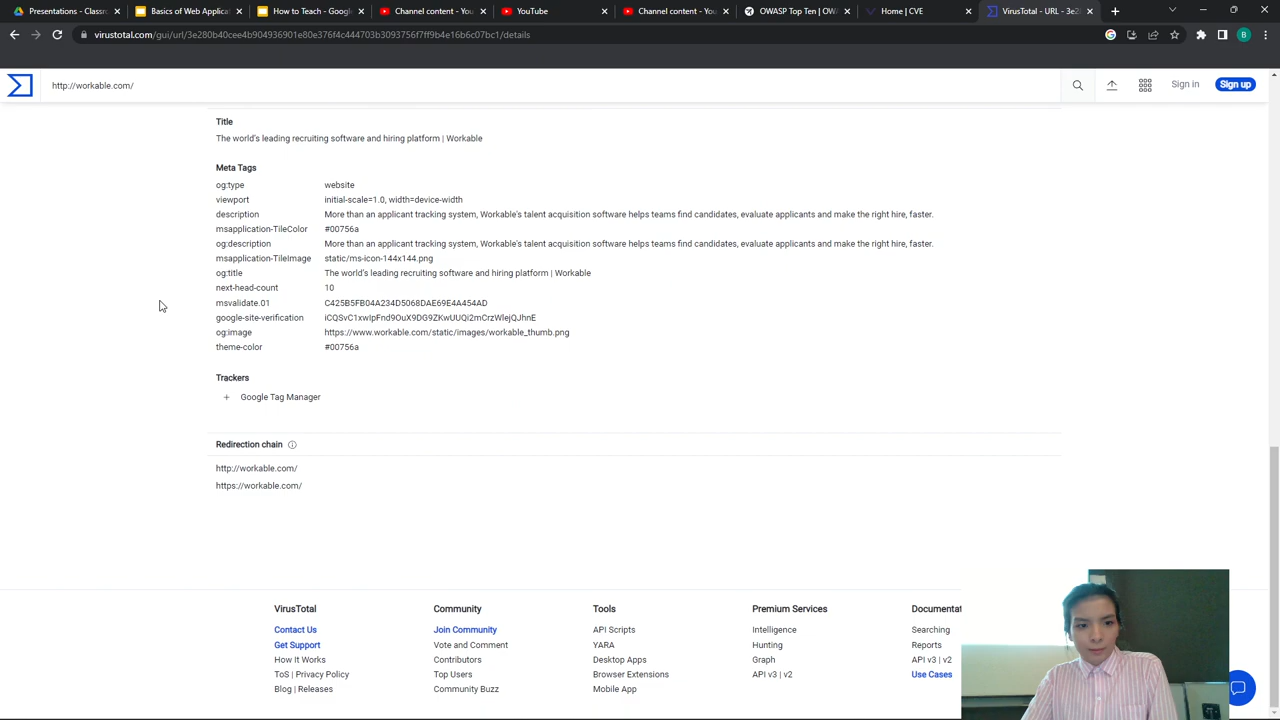 Presentations - Classro
Basics of Web Applicat
How to Teach - Google
Channel content - You
YouTube
Channel content - You
OWASP Top Ten | OWA
Home | CVE
VirusTotal - URL - 3e28
virustotal.com/gui/url/3e280b40cee4b904936901e80e376f4c444703b3093756f7ff9b4e16b6c07bc1/details
B
http://workable.com/
Sign in
Sign up
Title
The world's leading recruiting software and hiring platform | Workable
Meta Tags
og:type website
viewport initial-scale=1.0, width=device-width
description More than an applicant tracking system, Workable's talent acquisition software helps teams find candidates, evaluate applicants and make the right hire, faster.
msapplication-TileColor #00756a
og:description More than an applicant tracking system, Workable's talent acquisition software helps teams find candidates, evaluate applicants and make the right hire, faster.
msapplication-TileImage static/ms-icon-144x144.png
og:title The world's leading recruiting software and hiring platform | Workable
next-head-count 10
msvalidate.01 C425B5FB04A234D5068DAE69E4A454AD
google-site-verification iCQSvC1xwIpFnd9OuX9DG9ZKwUUQi2mCrzWlejQJhnE
og:image https://www.workable.com/static/images/workable_thumb.png
theme-color #00756a
Trackers
+ Google Tag Manager
Redirection chain
http://workable.com/
https://workable.com/
VirusTotal
Contact Us
Get Support
How It Works
ToS | Privacy Policy
Blog | Releases
Community
Join Community
Vote and Comment
Contributors
Top Users
Community Buzz
Tools
API Scripts
YARA
Desktop Apps
Browser Extensions
Mobile App
Premium Services
Intelligence
Hunting
Graph
API v3 | v2
Documentat
Searching
Reports
API v3 | v2
Use Cases